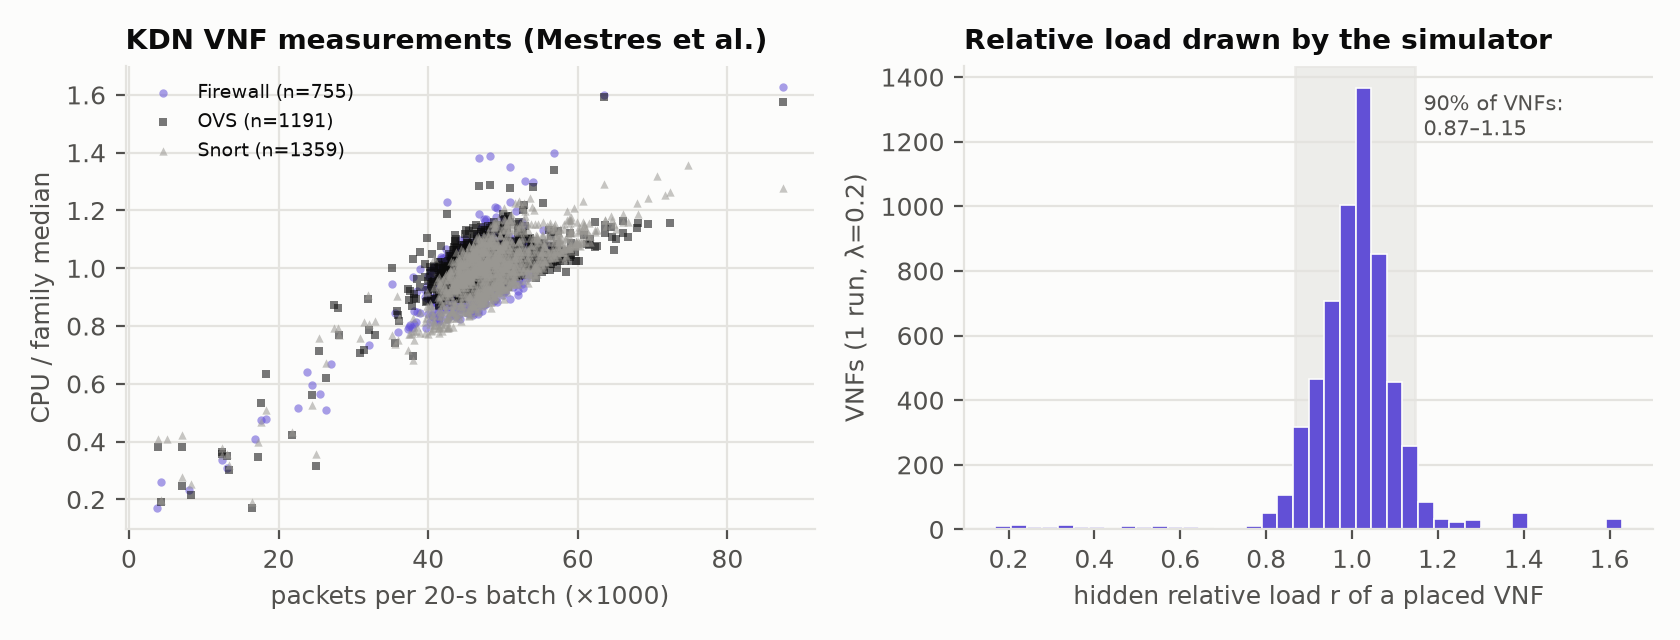 KDN VNF measurements (Mestres et al.)
CPU / family median
1.6
1.4
1.2
1.0
0.8
0.6
0.4
0.2
Firewall (n=755)
OVS (n=1191)
Snort (n=1359)
0 20 40 60 80
packets per 20-s batch (×1000)
Relative load drawn by the simulator
VNFs (1 run, λ=0.2)
1400
1200
1000
800
600
400
200
0
90% of VNFs:
0.87–1.15
0.2 0.4 0.6 0.8 1.0 1.2 1.4 1.6
hidden relative load r of a placed VNF